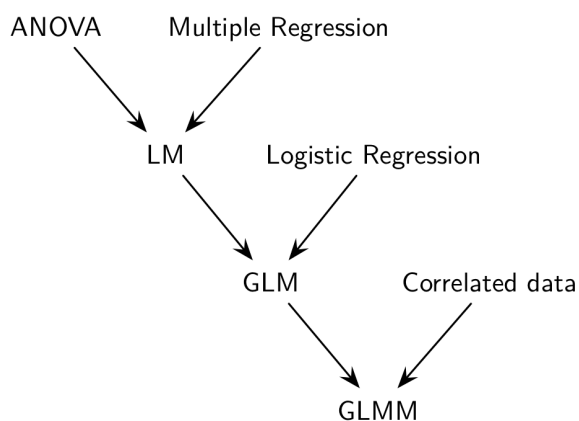 ANOVA
Multiple Regression
LM
Logistic Regression
GLM
Correlated data
GLMM